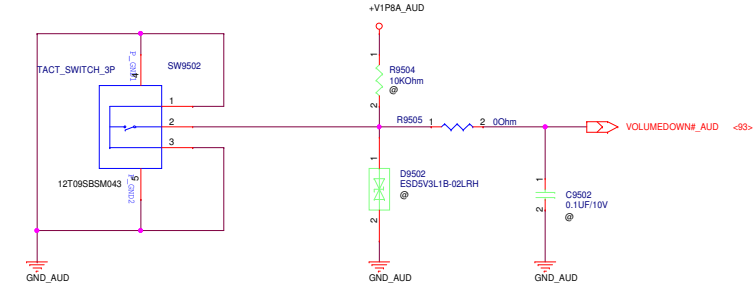 +V1P8A_AUD
TACT_SWITCH_3P
P_GND1
4
SW9502
1
2
3
5
P_GND2
12T09SBSM043
GND_AUD
1
R9504
10KOhm
@
2
R9505
1
2
0Ohm
VOLUMEDOWN#_AUD
<93>
1
D9502
ESD5V3L1B-02LRH
@
2
GND_AUD
1
C9502
0.1UF/10V
@
2
GND_AUD